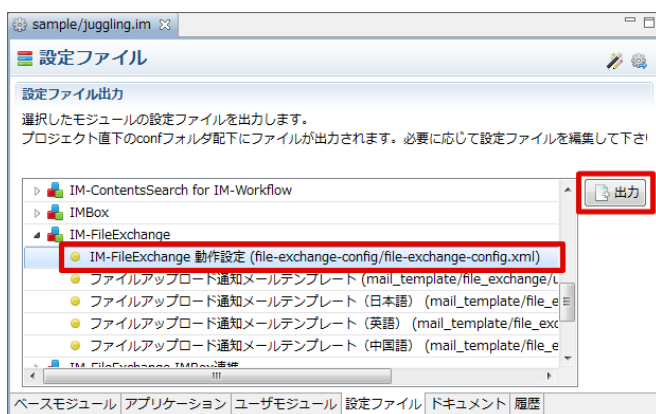 sample/juggling.im
設定ファイル
設定ファイル出力
選択したモジュールの設定ファイルを出力します。
プロジェクト直下のconfフォルダ配下にファイルが出力されます。必要に応じて設定ファイルを編集して下さ
IM-ContentsSearch for IM-Workflow
出力
IMBox
IM-FileExchange
IM-FileExchange 動作設定 (file-exchange-config/file-exchange-config.xml)
ファイルアップロード通知メールテンプレート (mail_template/file_exchange/u
ファイルアップロード通知メールテンプレート（日本語） (mail_template/file_e
ファイルアップロード通知メールテンプレート（英語） (mail_template/file_exc
ファイルアップロード通知メールテンプレート（中国語） (mail_template/file_e
IM-FileExchange IMBox連携
ベースモジュール アプリケーション ユーザモジュール 設定ファイル ドキュメント 履歴